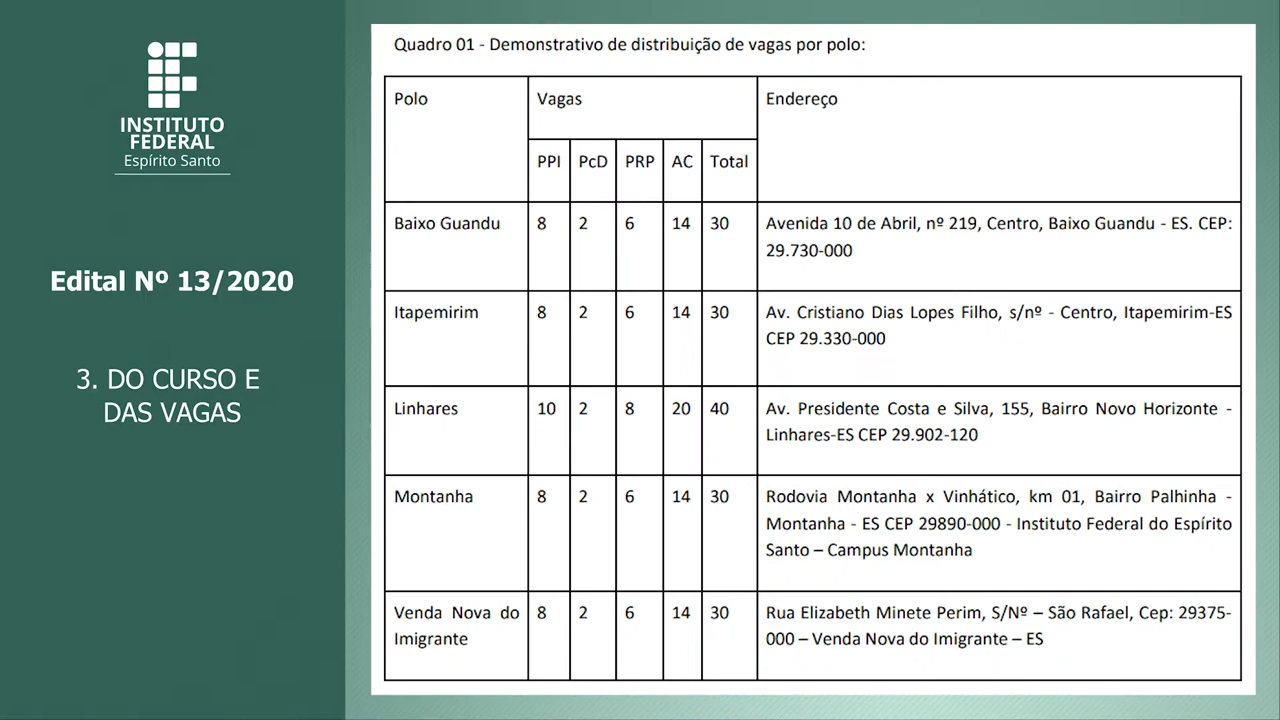 INSTITUTO
FEDERAL
Espírito Santo
Edital Nº 13/2020
3. DO CURSO E
DAS VAGAS
Quadro 01 - Demonstrativo de distribuição de vagas por polo:
Polo Vagas Endereço
PPI PcD PRP AC Total
Baixo Guandu 8 2 6 14 30 Avenida 10 de Abril, nº 219, Centro, Baixo Guandu - ES. CEP:
29.730-000
Itapemirim 8 2 6 14 30 Av. Cristiano Dias Lopes Filho, s/nº - Centro, Itapemirim-ES
CEP 29.330-000
Linhares 10 2 8 20 40 Av. Presidente Costa e Silva, 155, Bairro Novo Horizonte -
Linhares-ES CEP 29.902-120
Montanha 8 2 6 14 30 Rodovia Montanha x Vinhático, km 01, Bairro Palhinha -
Montanha - ES CEP 29890-000 - Instituto Federal do Espírito
Santo – Campus Montanha
Venda Nova do 8 2 6 14 30 Rua Elizabeth Minete Perim, S/Nº – São Rafael, Cep: 29375-
Imigrante 000 – Venda Nova do Imigrante – ES